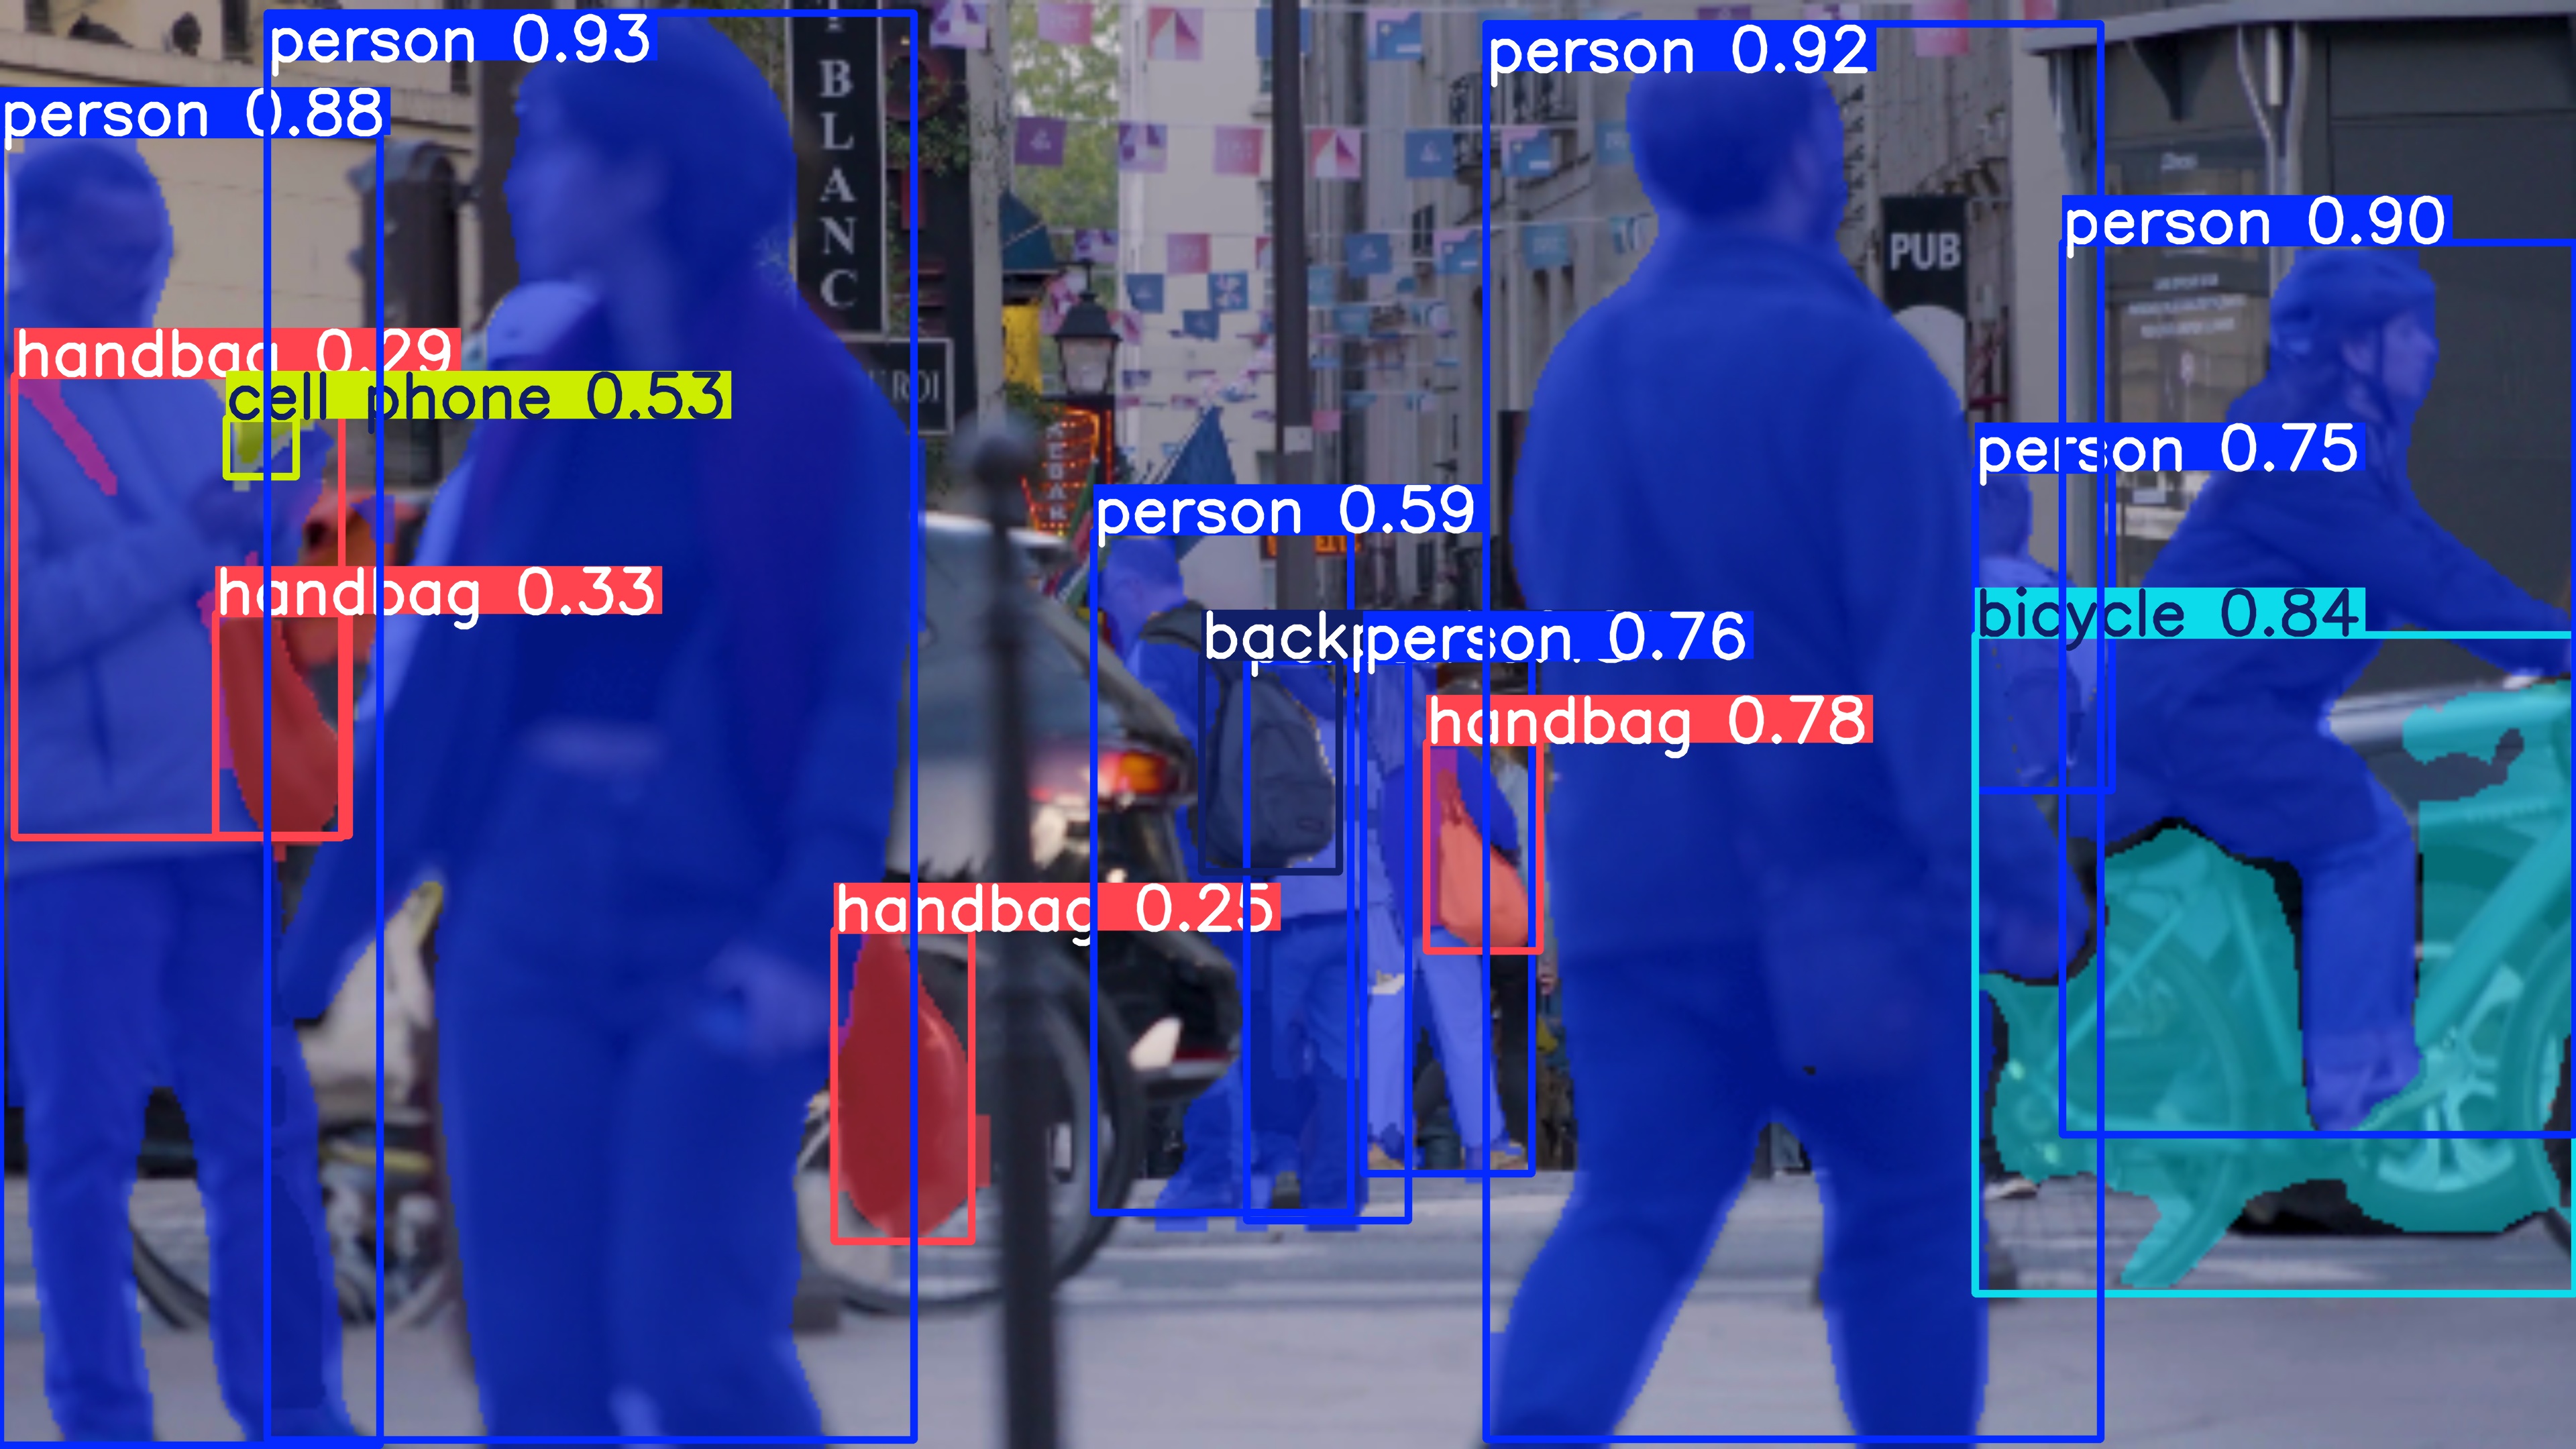 person 0.93
person 0.92
person 0.88
BLANC
person 0.90
PUB
handbag 0.29
cell phone 0.53
person 0.75
person 0.59
handbag 0.33
bicycle 0.84
person 0.76
handbag 0.78
handbag 0.25